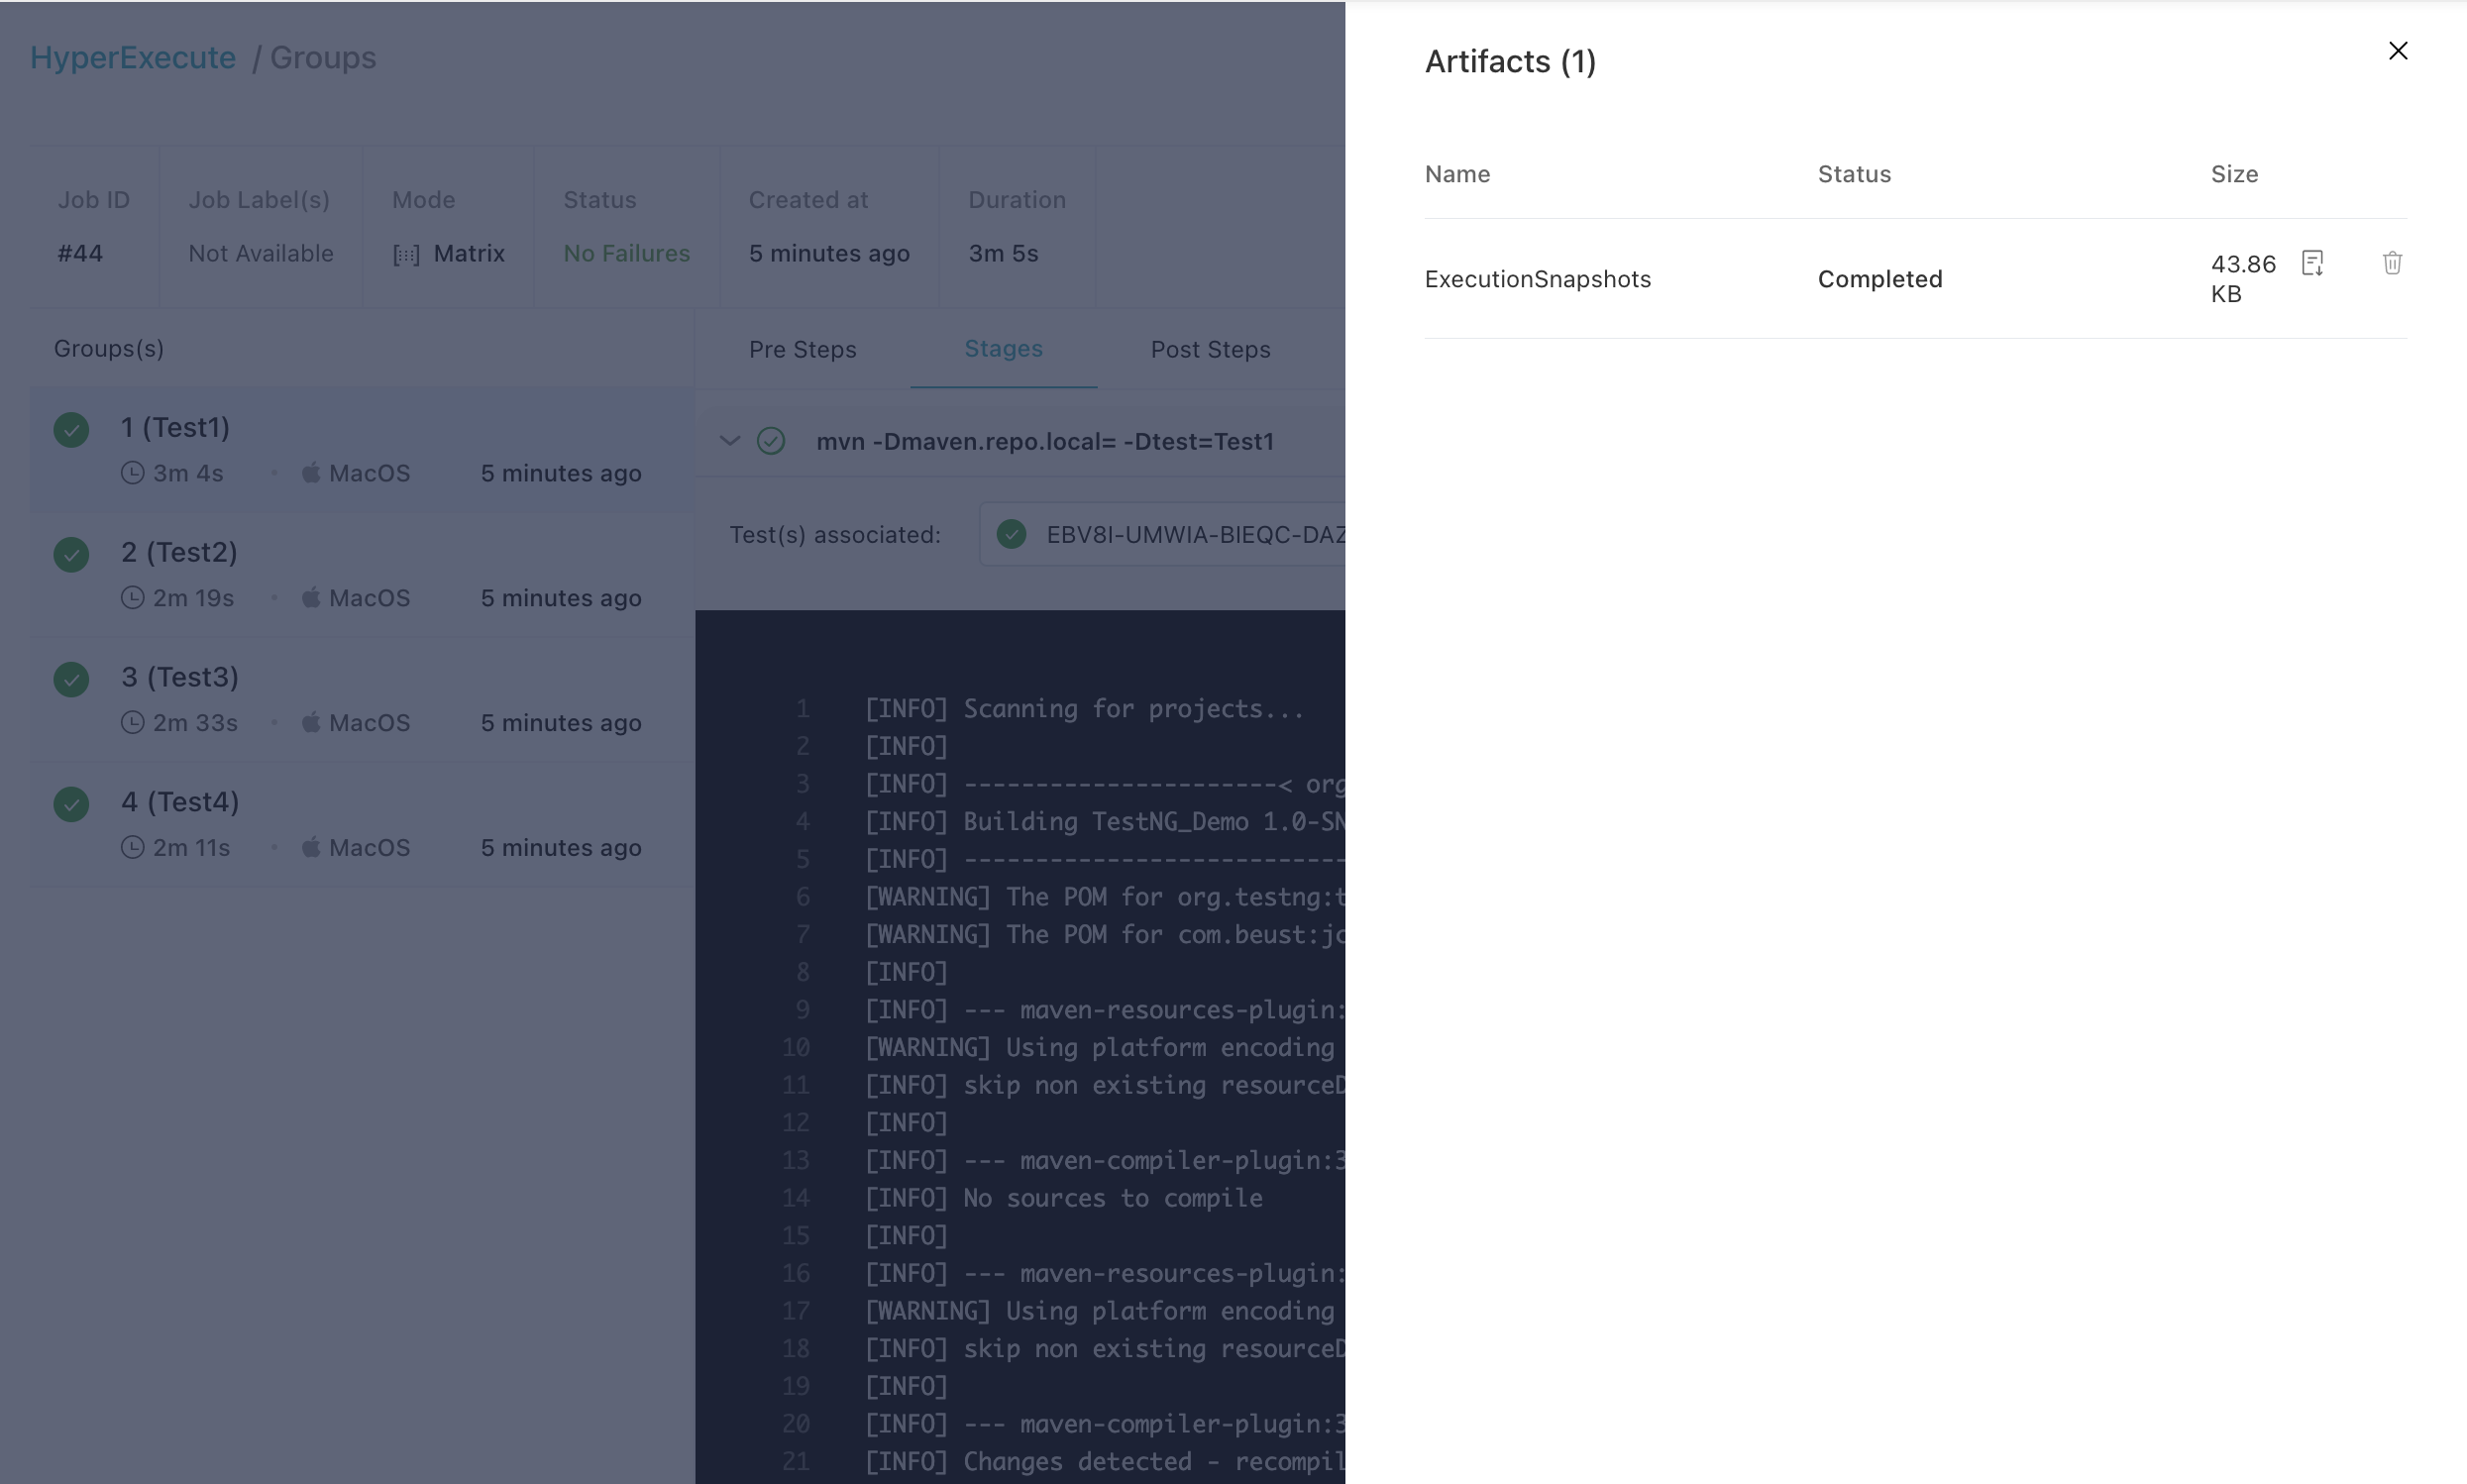 HyperExecute / Groups
Job ID
#44
Job Label(s)
Not Available
Mode
Matrix
Status
No Failures
Created at
5 minutes ago
Duration
3m 5s
Groups(s)
1 (Test1)
3m 4s • MacOS 5 minutes ago
2 (Test2)
2m 19s • MacOS 5 minutes ago
3 (Test3)
2m 33s • MacOS 5 minutes ago
4 (Test4)
2m 11s • MacOS 5 minutes ago
Pre Steps Stages Post Steps
mvn -Dmaven.repo.local= -Dtest=Test1
Test(s) associated: EBV8I-UMWIA-BIEQC-DAZ
1 [INFO] Scanning for projects...
2 [INFO]
3 [INFO] ----------------------< org
4 [INFO] Building TestNG_Demo 1.0-SN
5 [INFO] ---------------------------
6 [WARNING] The POM for org.testng:t
7 [WARNING] The POM for com.beust:jc
8 [INFO]
9 [INFO] --- maven-resources-plugin:
10 [WARNING] Using platform encoding
11 [INFO] skip non existing resourceD
12 [INFO]
13 [INFO] --- maven-compiler-plugin:3
14 [INFO] No sources to compile
15 [INFO]
16 [INFO] --- maven-resources-plugin:
17 [WARNING] Using platform encoding
18 [INFO] skip non existing resourceD
19 [INFO]
20 [INFO] --- maven-compiler-plugin:3
21 [INFO] Changes detected - recompil
Artifacts (1)
Name Status Size
ExecutionSnapshots Completed 43.86
KB